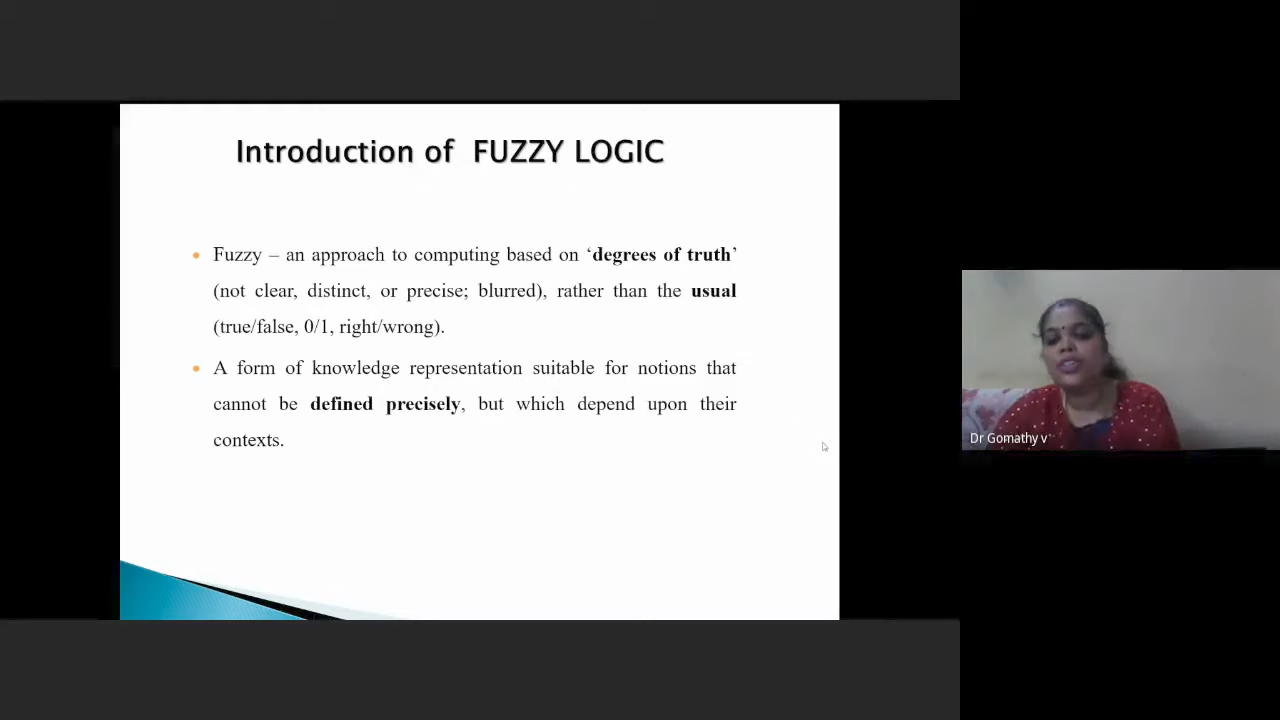 Introduction of FUZZY LOGIC
• Fuzzy – an approach to computing based on ‘degrees of truth’
(not clear, distinct, or precise; blurred), rather than the usual
(true/false, 0/1, right/wrong).
• A form of knowledge representation suitable for notions that
cannot be defined precisely, but which depend upon their
contexts.
Dr Gomathy v